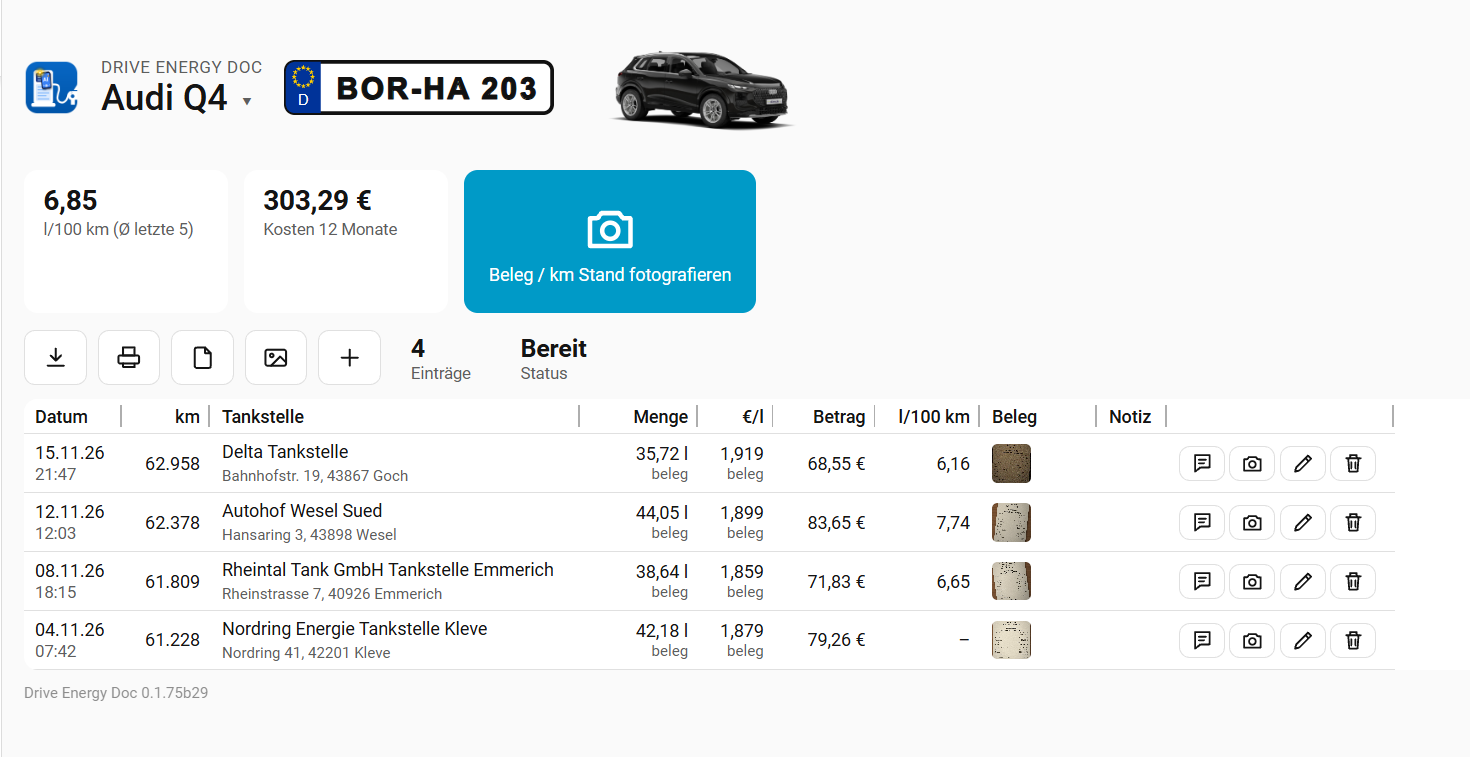 DRIVE ENERGY DOC
Audi Q4
D
BOR-HA 203
6,85
l/100 km (Ø letzte 5)
303,29 €
Kosten 12 Monate
Beleg / km Stand fotografieren
4
Einträge
Bereit
Status
Datum km Tankstelle Menge €/l Betrag l/100 km Beleg Notiz
15.11.26 62.958 Delta Tankstelle 35,72 l 1,919 68,55 € 6,16
21:47 Bahnhofstr. 19, 43867 Goch beleg beleg
12.11.26 62.378 Autohof Wesel Sued 44,05 l 1,899 83,65 € 7,74
12:03 Hansaring 3, 43898 Wesel beleg beleg
08.11.26 61.809 Rheintal Tank GmbH Tankstelle Emmerich 38,64 l 1,859 71,83 € 6,65
18:15 Rheinstrasse 7, 40926 Emmerich beleg beleg
04.11.26 61.228 Nordring Energie Tankstelle Kleve 42,18 l 1,879 79,26 € –
07:42 Nordring 41, 42201 Kleve beleg beleg
Drive Energy Doc 0.1.75b29